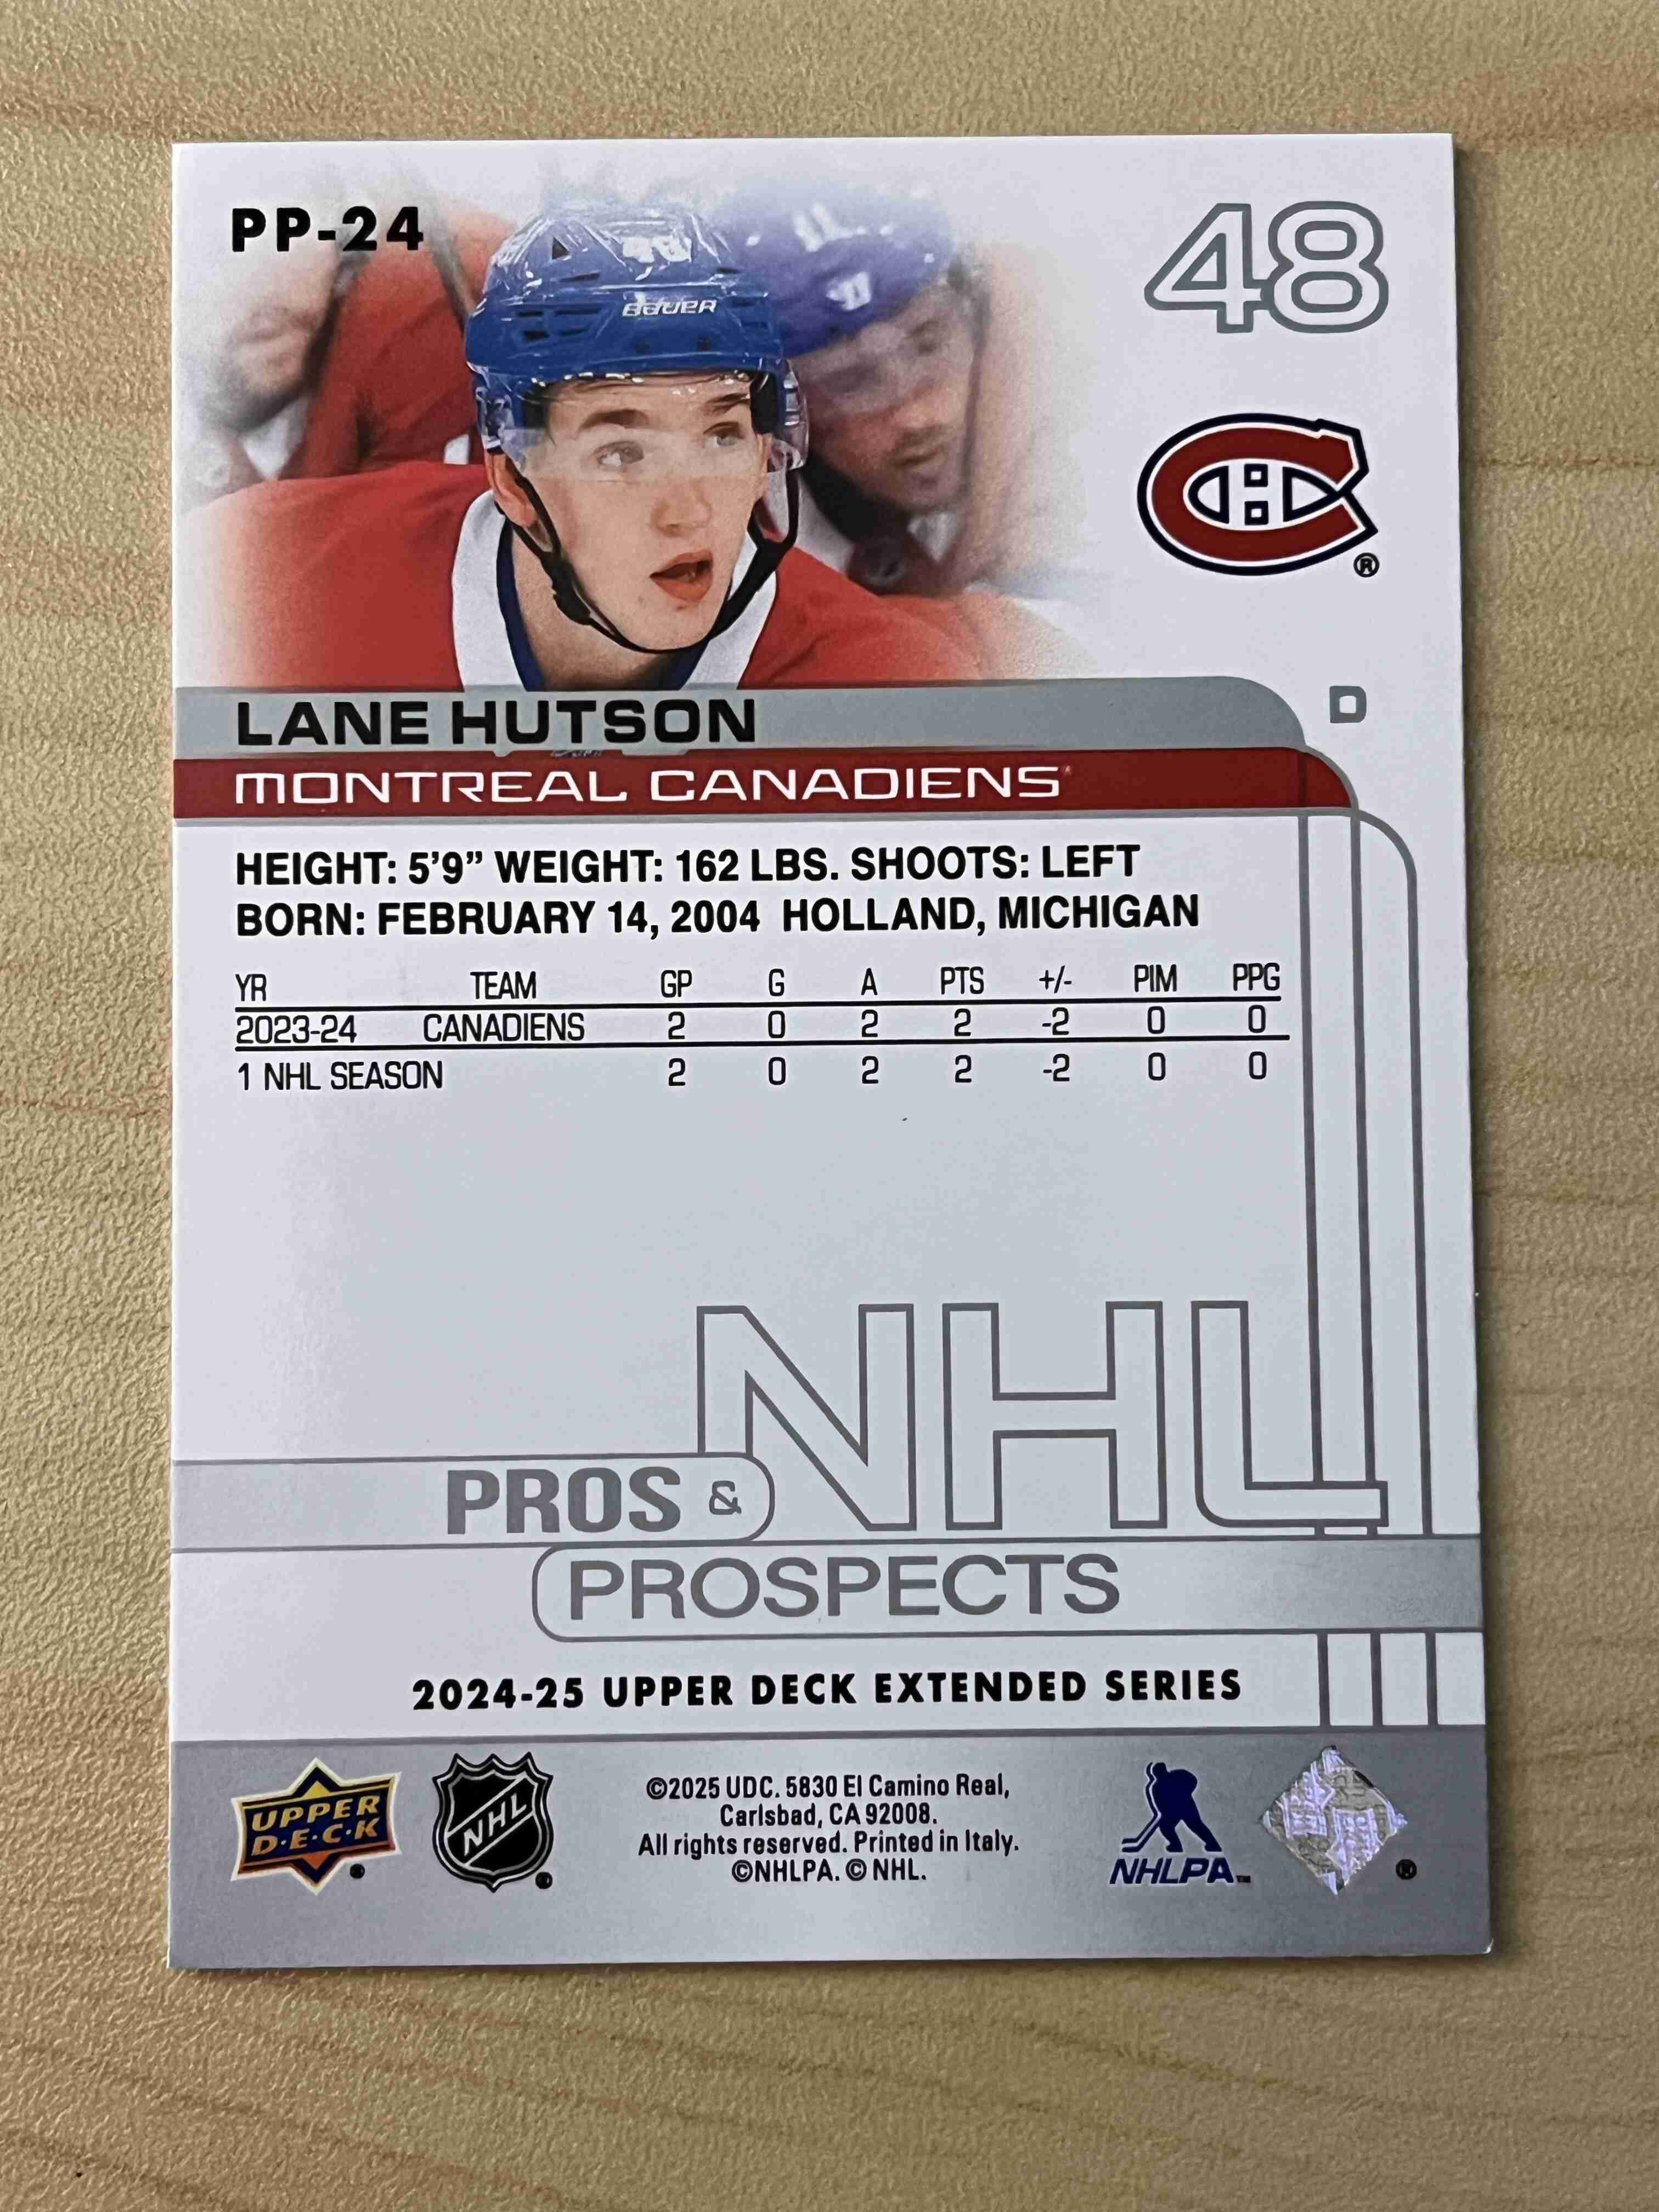 PP-24
48
BAUER
®
LANE HUTSON
D
MONTREAL CANADIENS
HEIGHT: 5'9" WEIGHT: 162 LBS. SHOOTS: LEFT
BORN: FEBRUARY 14, 2004 HOLLAND, MICHIGAN
YR TEAM GP G A PTS +/- PIM PPG
2023-24 CANADIENS 2 0 2 2 -2 0 0
1 NHL SEASON 2 0 2 2 -2 0 0
NHL
PROS &
PROSPECTS
2024-25 UPPER DECK EXTENDED SERIES
UPPER
D·E·C·K
NHL
©2025 UDC. 5830 El Camino Real,
Carlsbad, CA 92008.
All rights reserved. Printed in Italy.
©NHLPA. © NHL.
NHLPA™
®